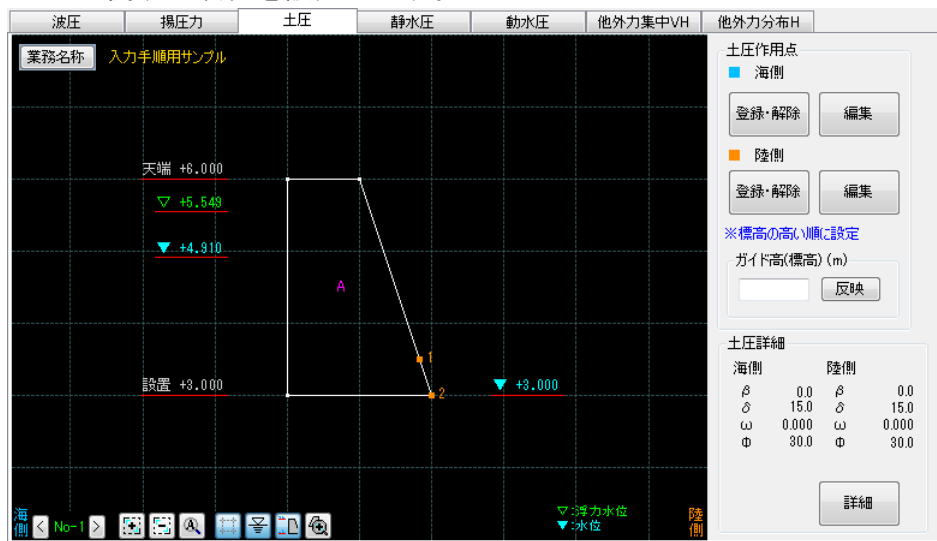 波圧 揚圧力 土圧 静水圧 動水圧 他外力集中VH 他外力分布H
業務名称 入力手順用サンプル
天端 +6.000
▽ +5.549
▼ +4.910
A
1
設置 +3.000
2
▼ +3.000
海側
< No-1 >
▽:浮力水位
▼:水位
陸側
土圧作用点
海側
登録・解除 編集
陸側
登録・解除 編集
※標高の高い順に設定
ガイド高(標高)(m)
反映
土圧詳細
海側 陸側
β 0.0 β 0.0
δ 15.0 δ 15.0
ω 0.000 ω 0.000
Φ 30.0 Φ 30.0
詳細